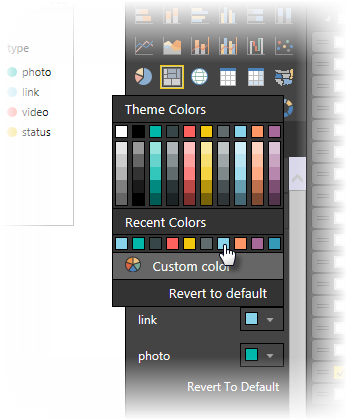 type
photo
link
video
status
Theme Colors
Recent Colors
Custom color
Revert to default
link
photo
Revert To Default